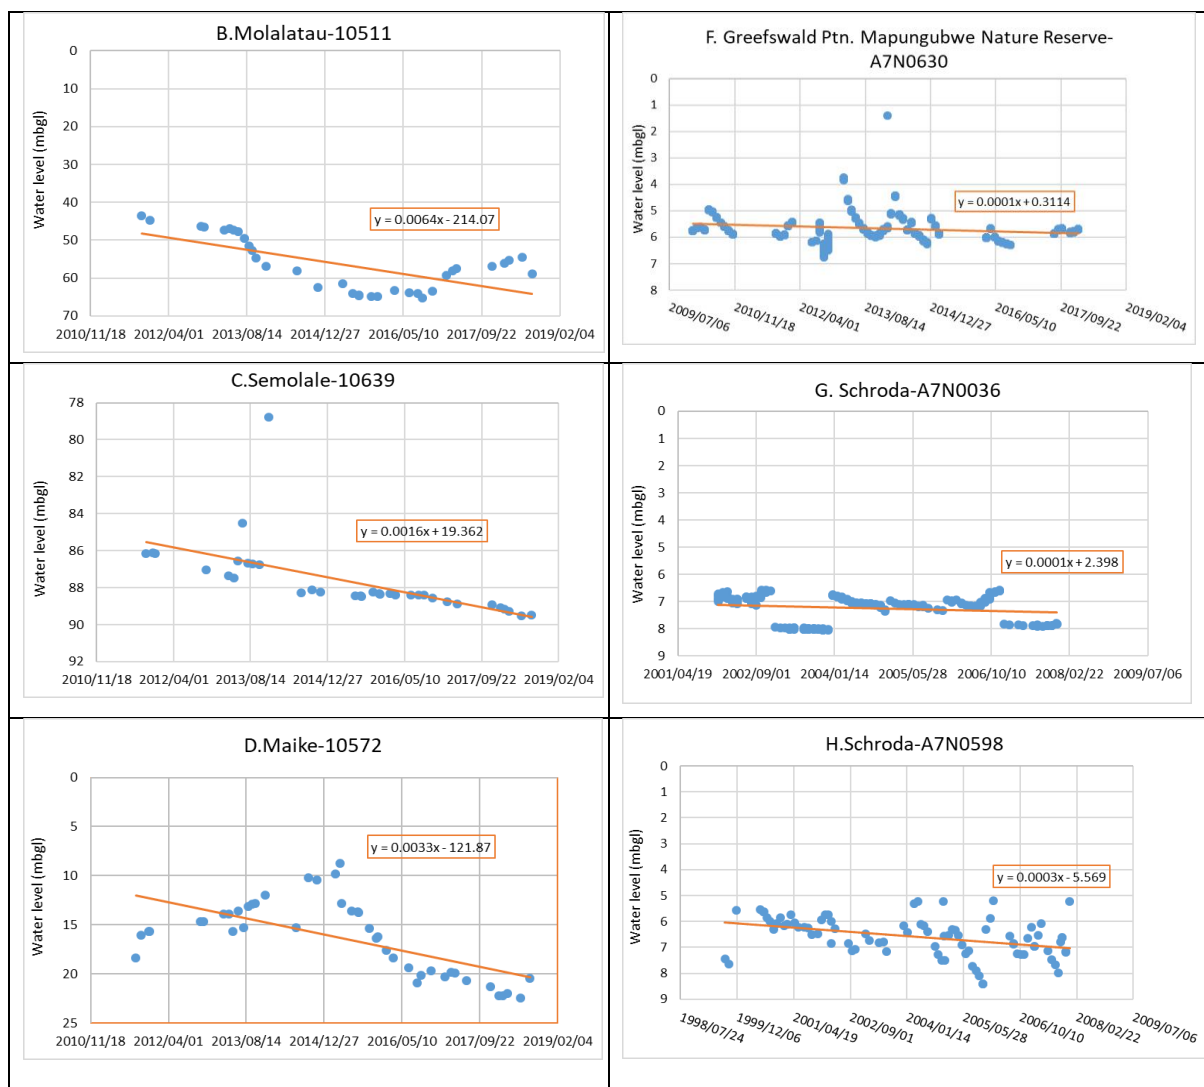 B.Molalatau-10511
Water level (mbgl)
0
10
20
30
40
50
60
70
y = 0.0064x - 214.07
2010/11/18 2012/04/01 2013/08/14 2014/12/27 2016/05/10 2017/09/22 2019/02/04
F. Greefswald Ptn. Mapungubwe Nature Reserve-
A7N0630
Water level (mbgl)
0
1
2
3
4
5
6
7
8
y = 0.0001x + 0.3114
2009/07/06 2010/11/18 2012/04/01 2013/08/14 2014/12/27 2016/05/10 2017/09/22 2019/02/04
C.Semolale-10639
Water level (mbgl)
78
80
82
84
86
88
90
92
y = 0.0016x + 19.362
2010/11/18 2012/04/01 2013/08/14 2014/12/27 2016/05/10 2017/09/22 2019/02/04
G. Schroda-A7N0036
Water level (mbgl)
0
1
2
3
4
5
6
7
8
9
y = 0.0001x + 2.398
2001/04/19 2002/09/01 2004/01/14 2005/05/28 2006/10/10 2008/02/22 2009/07/06
D.Maike-10572
Water level (mbgl)
0
5
10
15
20
25
y = 0.0033x - 121.87
2010/11/18 2012/04/01 2013/08/14 2014/12/27 2016/05/10 2017/09/22 2019/02/04
H.Schroda-A7N0598
Water level (mbgl)
0
1
2
3
4
5
6
7
8
9
y = 0.0003x - 5.569
1998/07/24 1999/12/06 2001/04/19 2002/09/01 2004/01/14 2005/05/28 2006/10/10 2008/02/22 2009/07/06